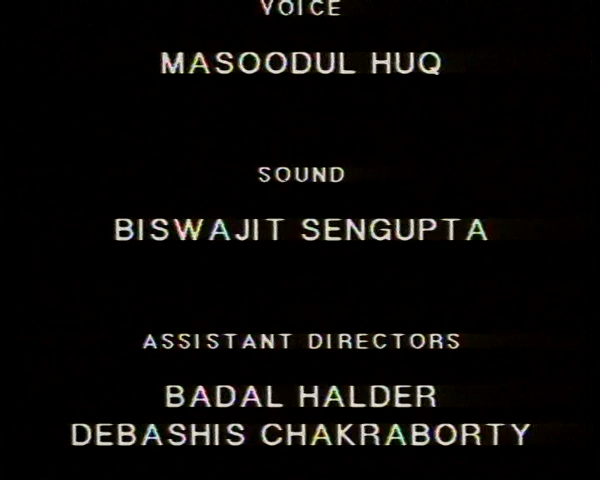 VOICE
MASOODUL HUQ
SOUND
BISWAJIT SENGUPTA
ASSISTANT DIRECTORS
BADAL HALDER
DEBASHIS CHAKRABORTY